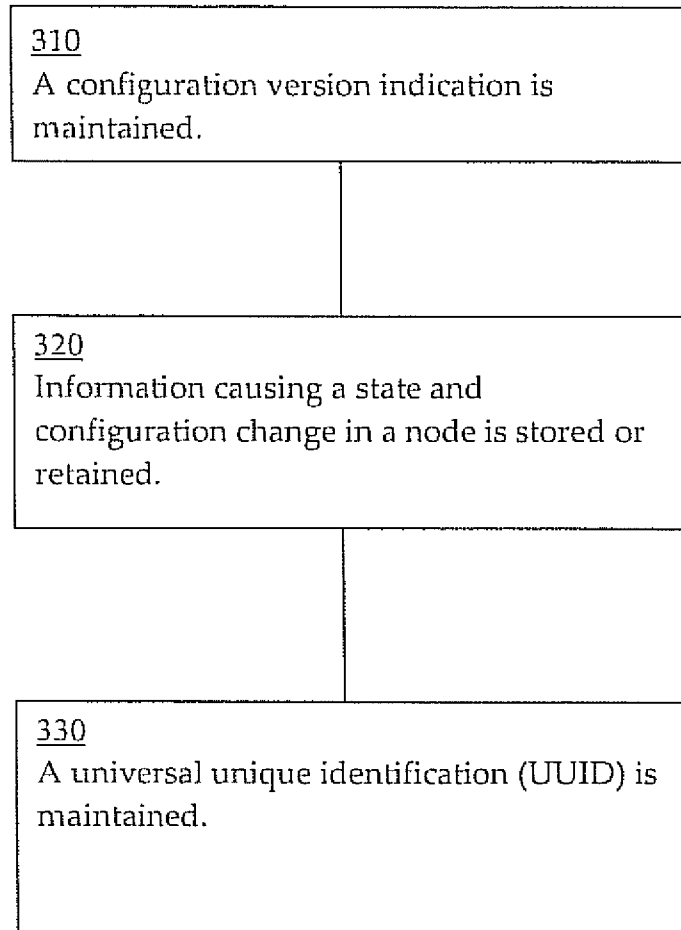 310
A configuration version indication is
maintained.
320
Information causing a state and
configuration change in a node is stored or
retained.
330
A universal unique identification (UUID) is
maintained.